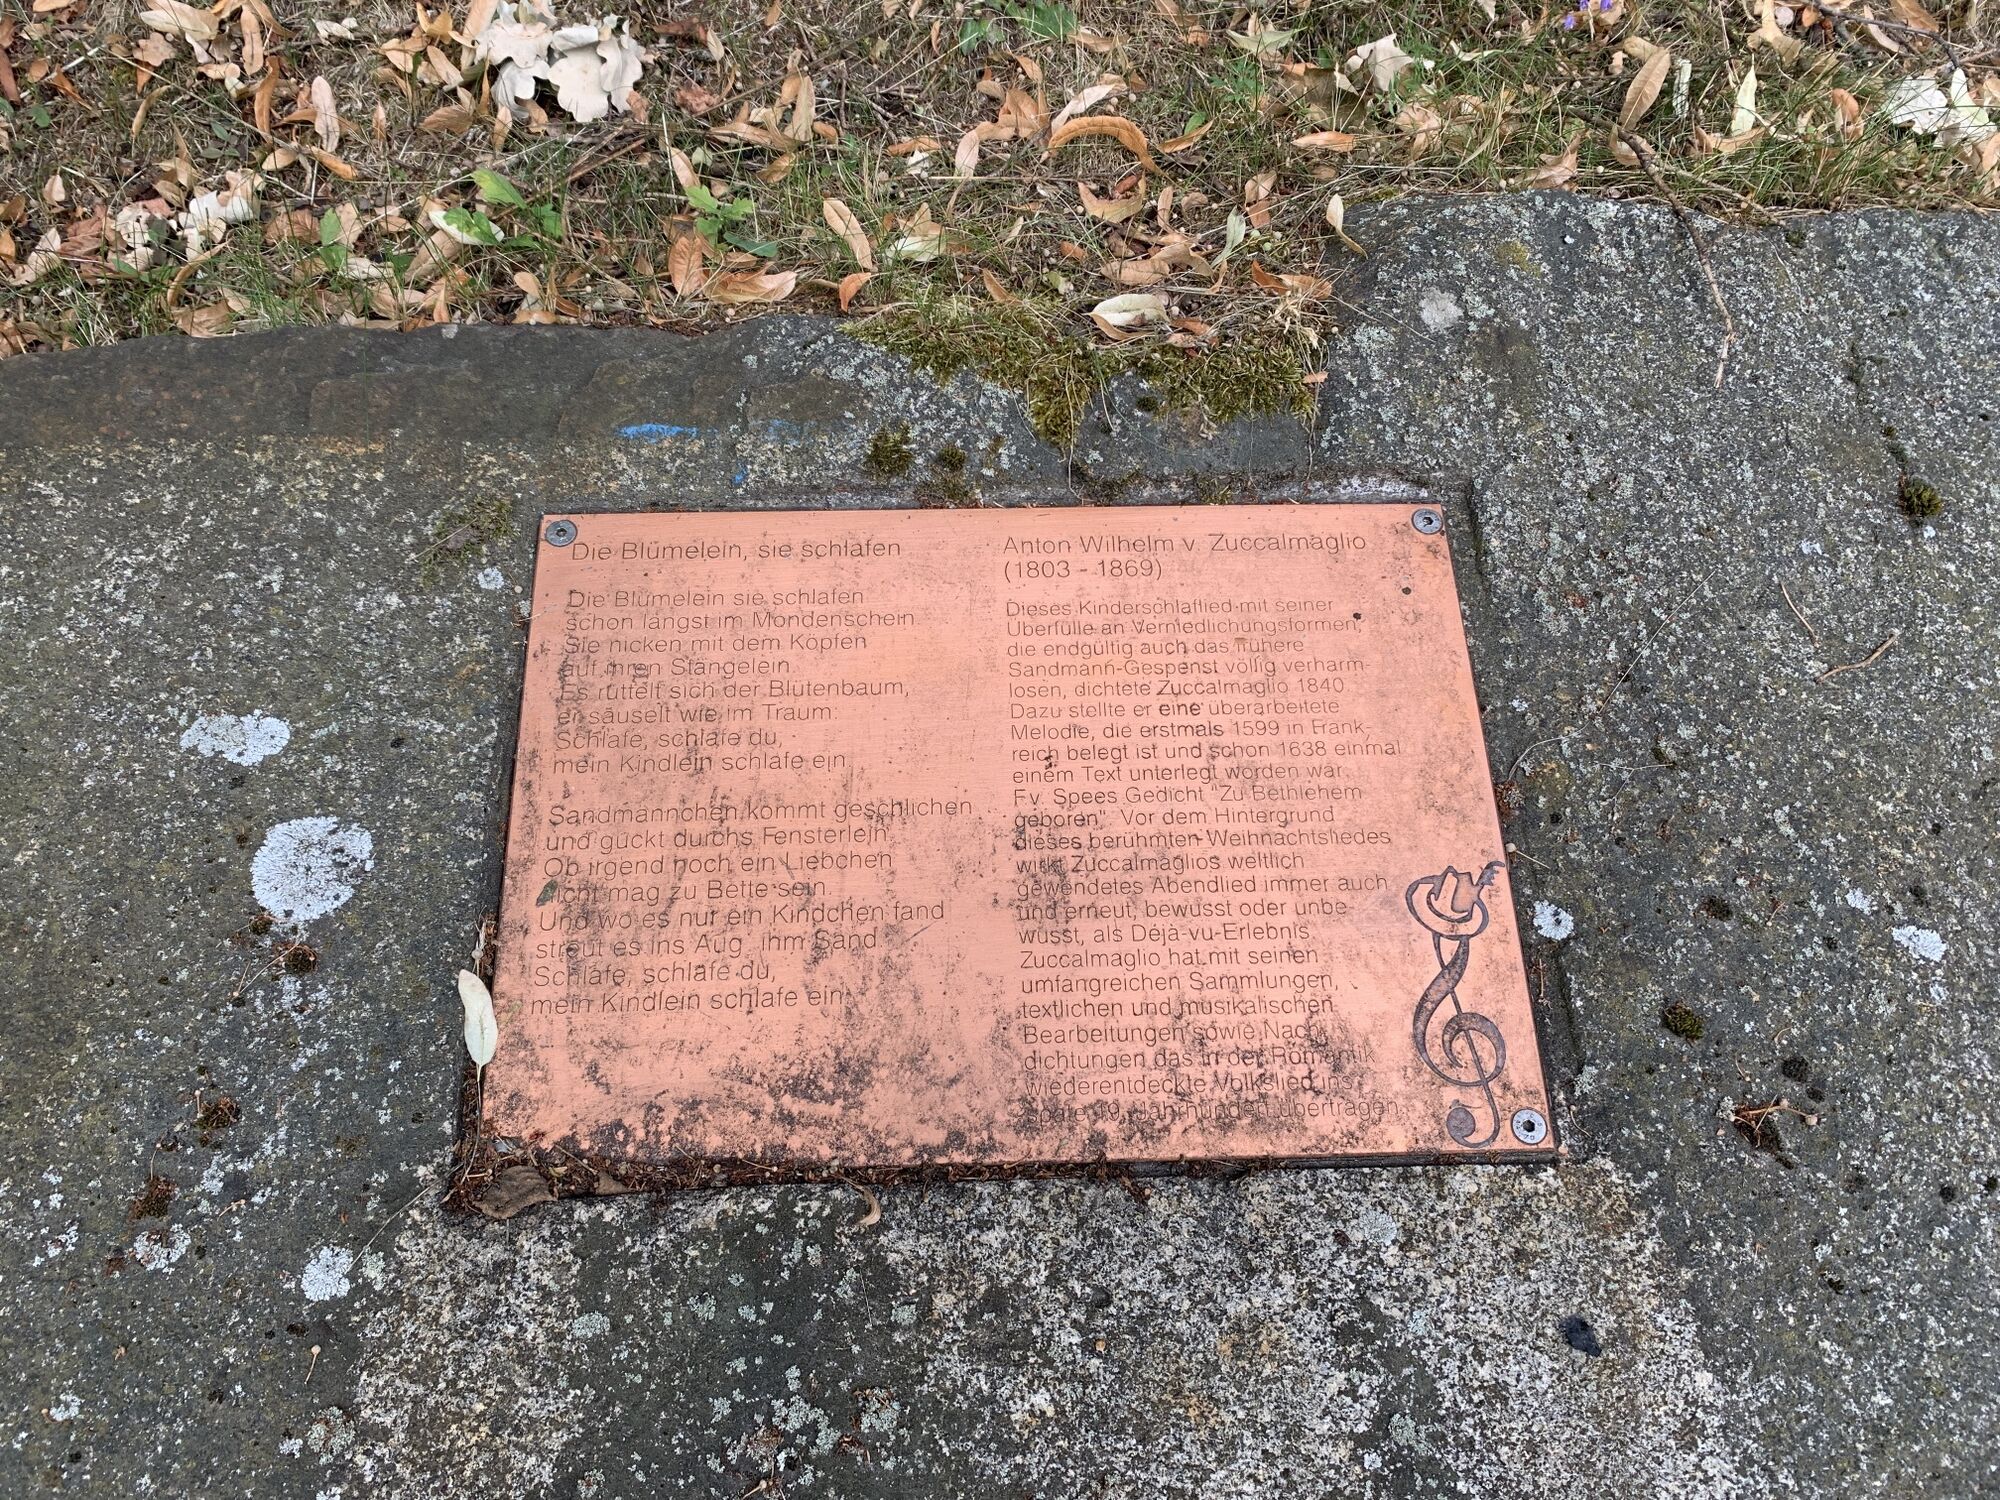 Die Blümelein, sie schlafen
Die Blümelein sie schlafen
schon längst im Mondenschein.
Sie nicken mit dem Köpfen
auf ihren Stängelein.
Es rüttelt sich der Blütenbaum,
er säuselt wie im Traum:
Schlafe, schlafe du,
mein Kindlein schlafe ein.
Sandmännchen kommt geschlichen
und guckt durchs Fensterlein,
Ob irgend noch ein Liebchen
nicht mag zu Bette sein.
Und wo es nur ein Kindchen fand
streut es ins Aug' ihm Sand.
Schlafe, schlafe du,
mein Kindlein schlafe ein.
Anton Wilhelm v. Zuccalmaglio
(1803 - 1869)
Dieses Kinderschlaflied mit seiner
Überfülle an Verniedlichungsformen,
die endgültig auch das frühere
Sandmann-Gespenst völlig verharm-
losen, dichtete Zuccalmaglio 1840.
Dazu stellte er eine überarbeitete
Melodie, die erstmals 1599 in Frank-
reich belegt ist und schon 1638 einmal
einem Text unterlegt worden war.
F.v. Spees Gedicht "Zu Bethlehem
geboren". Vor dem Hintergrund
dieses berühmten Weihnachtsliedes
wirkt Zuccalmaglios weltlich
gewendetes Abendlied immer auch
und erneut, bewusst oder unbe-
wusst, als Déjà-vu-Erlebnis.
Zuccalmaglio hat mit seinen
umfangreichen Sammlungen,
textlichen und musikalischen
Bearbeitungen sowie Nach-
dichtungen das in der Romantik
wiederentdeckte Volkslied ins
späte 19. Jahrhundert übertragen.